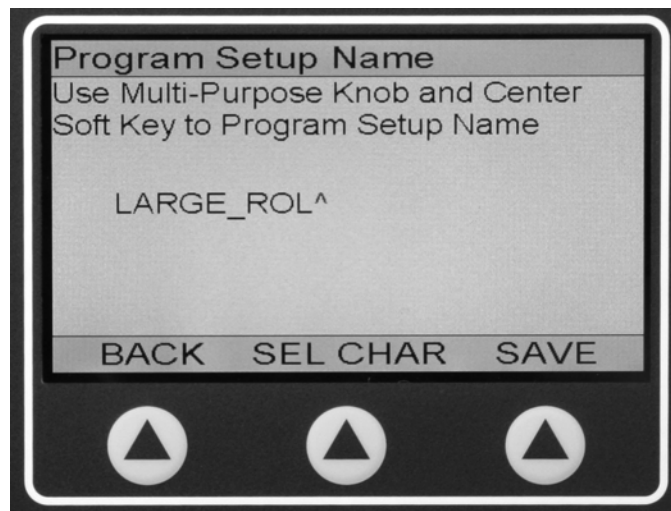 Program Setup Name
Use Multi-Purpose Knob and Center
Soft Key to Program Setup Name
LARGE_ROL^
BACK SEL CHAR SAVE